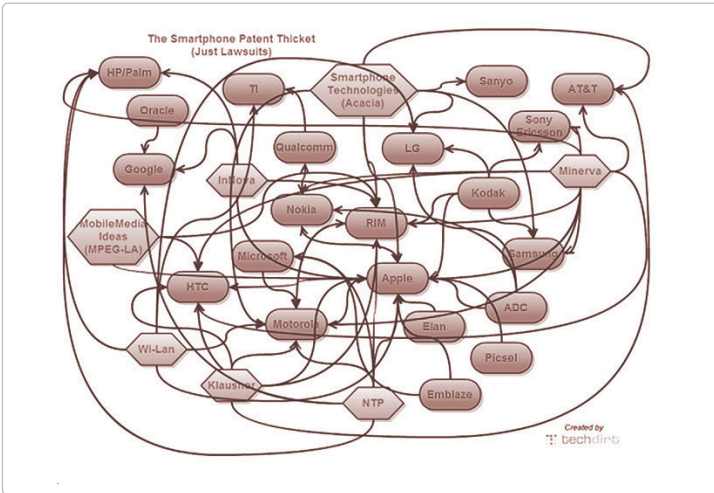 The Smartphone Patent Thicket
(Just Lawsuits)
HP/Palm
TI
Smartphone
Technologies
(Acacia)
Sanyo
AT&T
Oracle
Sony
Ericsson
Qualcomm
LG
Google
InNova
Minerva
Kodak
Nokia
RIM
MobileMedia
Ideas
(MPEG-LA)
Microsoft
Samsung
HTC
Apple
ADC
Motorola
Elan
Wi-Lan
Picsel
Klausner
Emblaze
NTP
Created by
techdirt